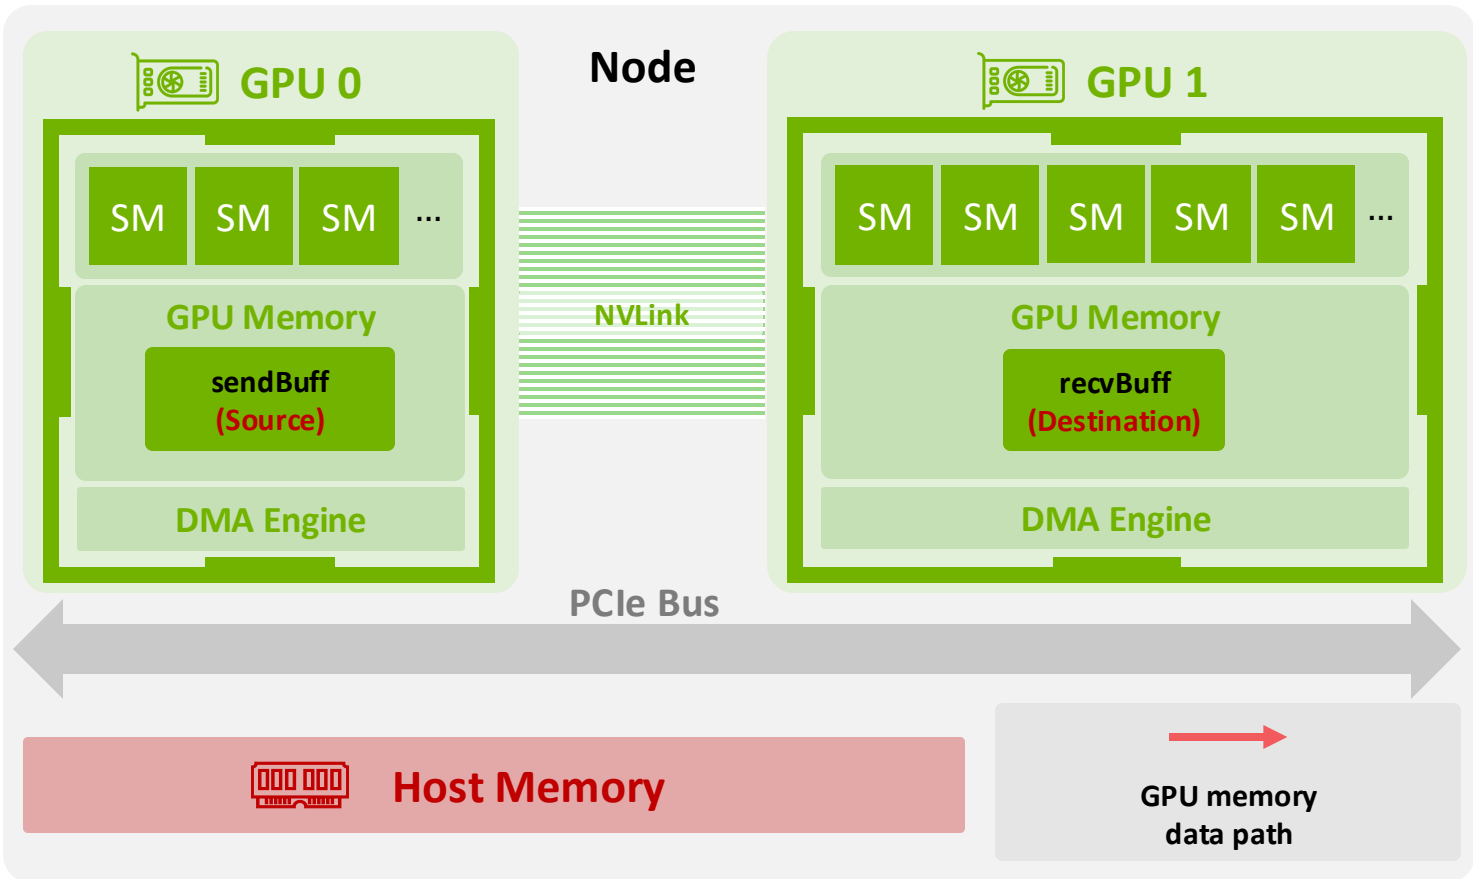 Node
GPU 0
SM SM SM ...
GPU Memory
sendBuff
(Source)
DMA Engine
NVLink
GPU 1
SM SM SM SM SM ...
GPU Memory
recvBuff
(Destination)
DMA Engine
PCIe Bus
Host Memory
GPU memory
data path